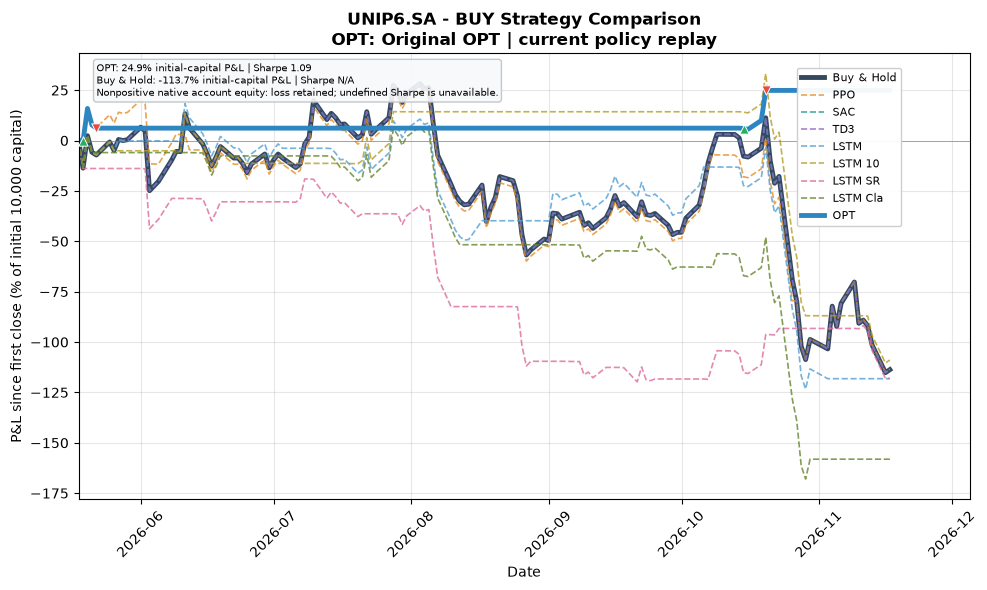 UNIP6.SA - BUY Strategy Comparison
OPT: Original OPT | current policy replay
OPT: 24.9% initial-capital P&L | Sharpe 1.09
Buy & Hold: -113.7% initial-capital P&L | Sharpe N/A
Nonpositive native account equity: loss retained; undefined Sharpe is unavailable.
Buy & Hold
PPO
SAC
TD3
LSTM
LSTM 10
LSTM SR
LSTM Cla
OPT
P&L since first close (% of initial 10,000 capital)
25
0
−25
−50
−75
−100
−125
−150
−175
2026-06
2026-07
2026-08
2026-09
2026-10
2026-11
2026-12
Date